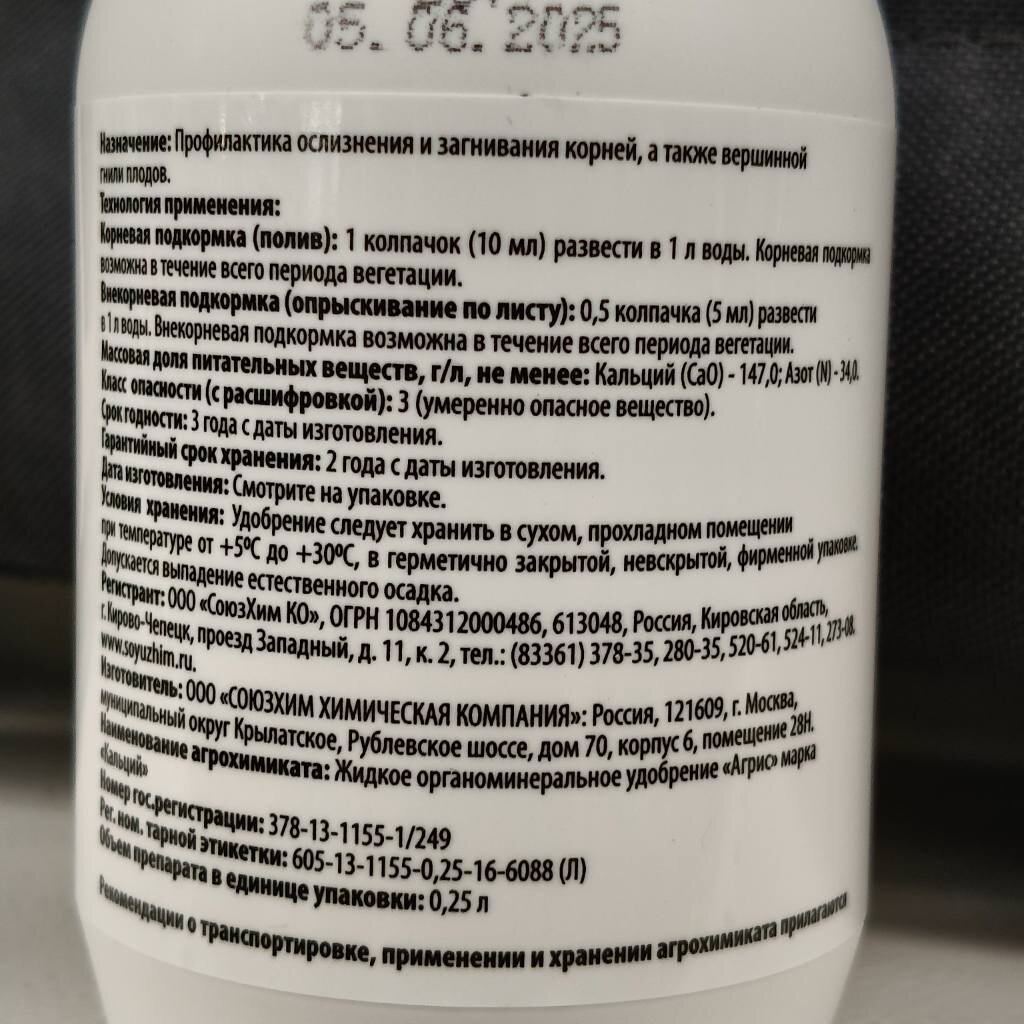 05. 06. 2025
Назначение: Профилактика ослизнения и загнивания корней, а также вершинной
гнили плодов.
Технология применения:
Корневая подкормка (полив): 1 колпачок (10 мл) развести в 1 л воды. Корневая подкормка
возможна в течение всего периода вегетации.
Внекорневая подкормка (опрыскивание по листу): 0,5 колпачка (5 мл) развести
в 1 л воды. Внекорневая подкормка возможна в течение всего периода вегетации.
Массовая доля питательных веществ, г/л, не менее: Кальций (CaO) - 147,0; Азот (N) - 34,0.
Класс опасности (с расшифровкой): 3 (умеренно опасное вещество).
Срок годности: 3 года с даты изготовления.
Гарантийный срок хранения: 2 года с даты изготовления.
Дата изготовления: Смотрите на упаковке.
Условия хранения: Удобрение следует хранить в сухом, прохладном помещении
при температуре от +5ºС до +30ºС, в герметично закрытой, невскрытой, фирменной упаковке.
Допускается выпадение естественного осадка.
Регистрант: ООО «СоюзХим КО», ОГРН 1084312000486, 613048, Россия, Кировская область,
г. Кирово-Чепецк, проезд Западный, д. 11, к. 2, тел.: (83361) 378-35, 280-35, 520-61, 524-11, 273-08.
www.soyuzhim.ru.
Изготовитель: ООО «СОЮЗХИМ ХИМИЧЕСКАЯ КОМПАНИЯ»: Россия, 121609, г. Москва,
муниципальный округ Крылатское, Рублевское шоссе, дом 70, корпус 6, помещение 28Н.
Наименование агрохимиката: Жидкое органоминеральное удобрение «Агрис» марка
«Кальций»
Номер гос.регистрации: 378-13-1155-1/249
Рег. ном. тарной этикетки: 605-13-1155-0,25-16-6088 (Л)
Объем препарата в единице упаковки: 0,25 л
Рекомендации о транспортировке, применении и хранении агрохимиката прилагаются